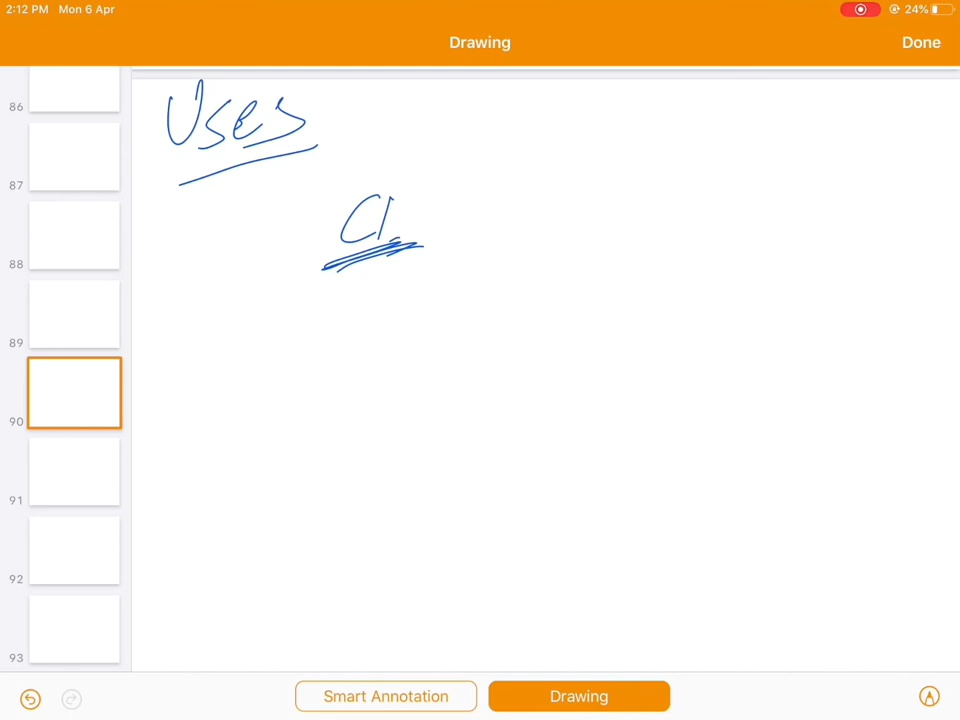 2:12 PM Mon 6 Apr 24%
Drawing Done
86
87
88
89
90
91
92
93
Uses
Cl
Smart Annotation Drawing